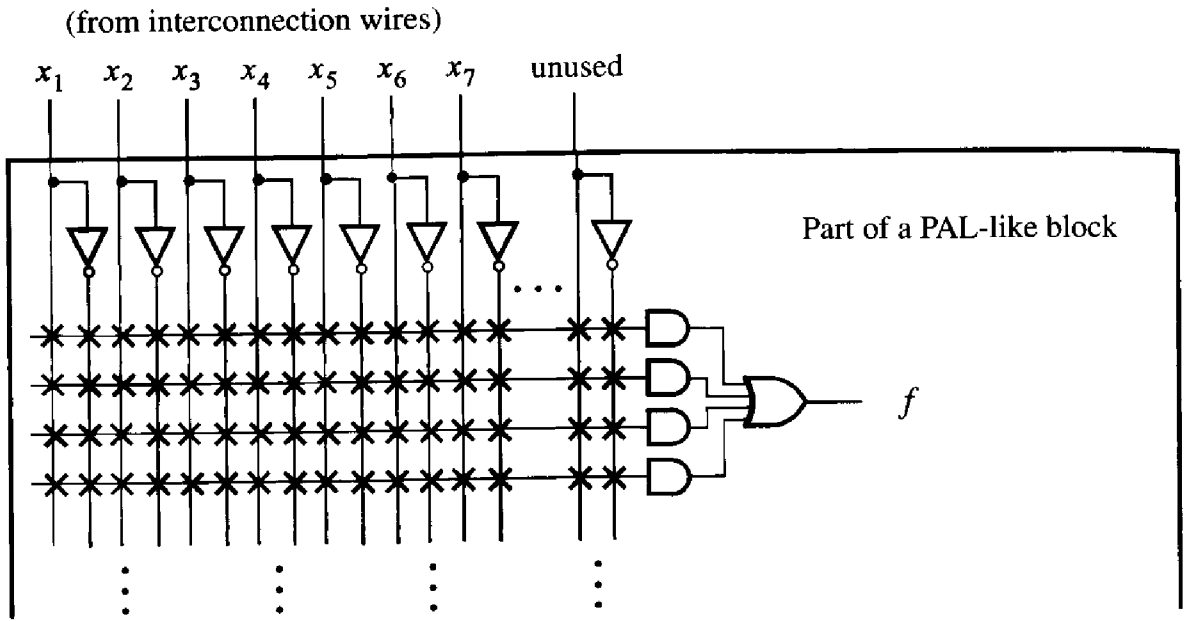 (from interconnection wires)
x₁ x₂ x₃ x₄ x₅ x₆ x₇ unused
Part of a PAL-like block
f